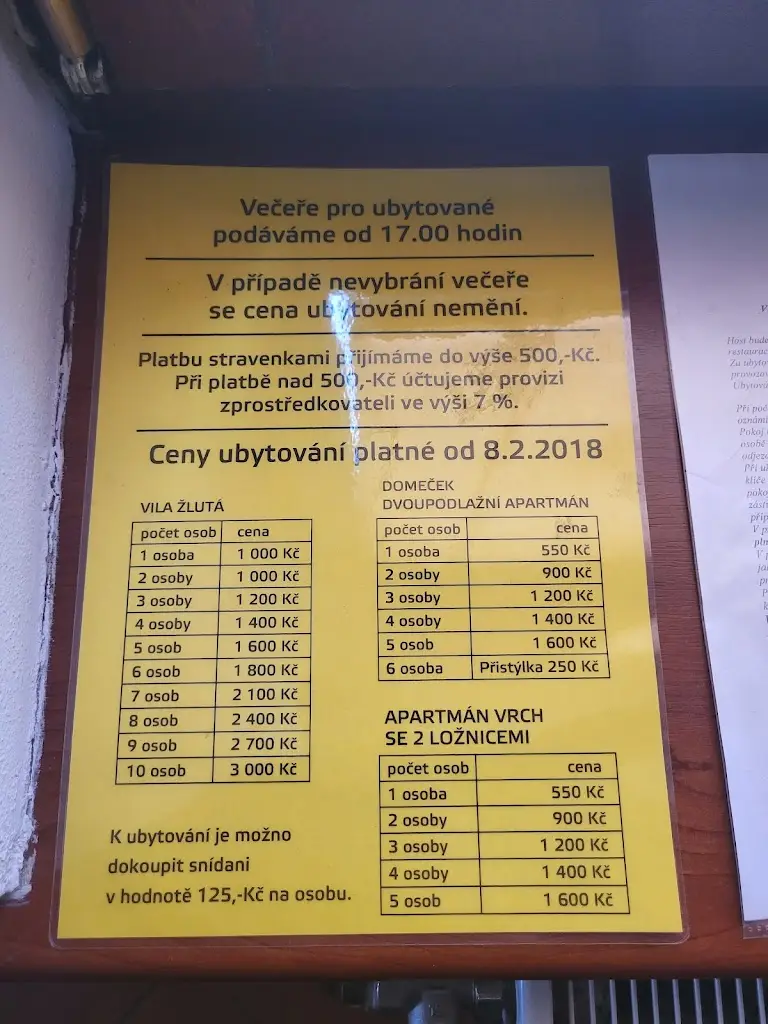 Večeře pro ubytované
podáváme od 17.00 hodin
V případě nevybrání večeře
se cena ubytování nemění.
Platbu stravenkami přijímáme do výše 500,-Kč.
Při platbě nad 500,-Kč účtujeme provizi
zprostředkovateli ve výši 7 %.
Ceny ubytování platné od 8.2.2018
VILA ŽLUTÁ
počet osob cena
1 osoba 1 000 Kč
2 osoby 1 000 Kč
3 osoby 1 200 Kč
4 osoby 1 400 Kč
5 osob 1 600 Kč
6 osob 1 800 Kč
7 osob 2 100 Kč
8 osob 2 400 Kč
9 osob 2 700 Kč
10 osob 3 000 Kč
K ubytování je možno
dokoupit snídani
v hodnotě 125,-Kč na osobu.
DOMEČEK
DVOUPODLAŽNÍ APARTMÁN
počet osob cena
1 osoba 550 Kč
2 osoby 900 Kč
3 osoby 1 200 Kč
4 osoby 1 400 Kč
5 osob 1 600 Kč
6 osoba Přistýlka 250 Kč
APARTMÁN VRCH
SE 2 LOŽNICEMI
počet osob cena
1 osoba 550 Kč
2 osoby 900 Kč
3 osoby 1 200 Kč
4 osoby 1 400 Kč
5 osob 1 600 Kč
Host bude
Za
Při
Pokoj
osobě
Při
klíče
V
V